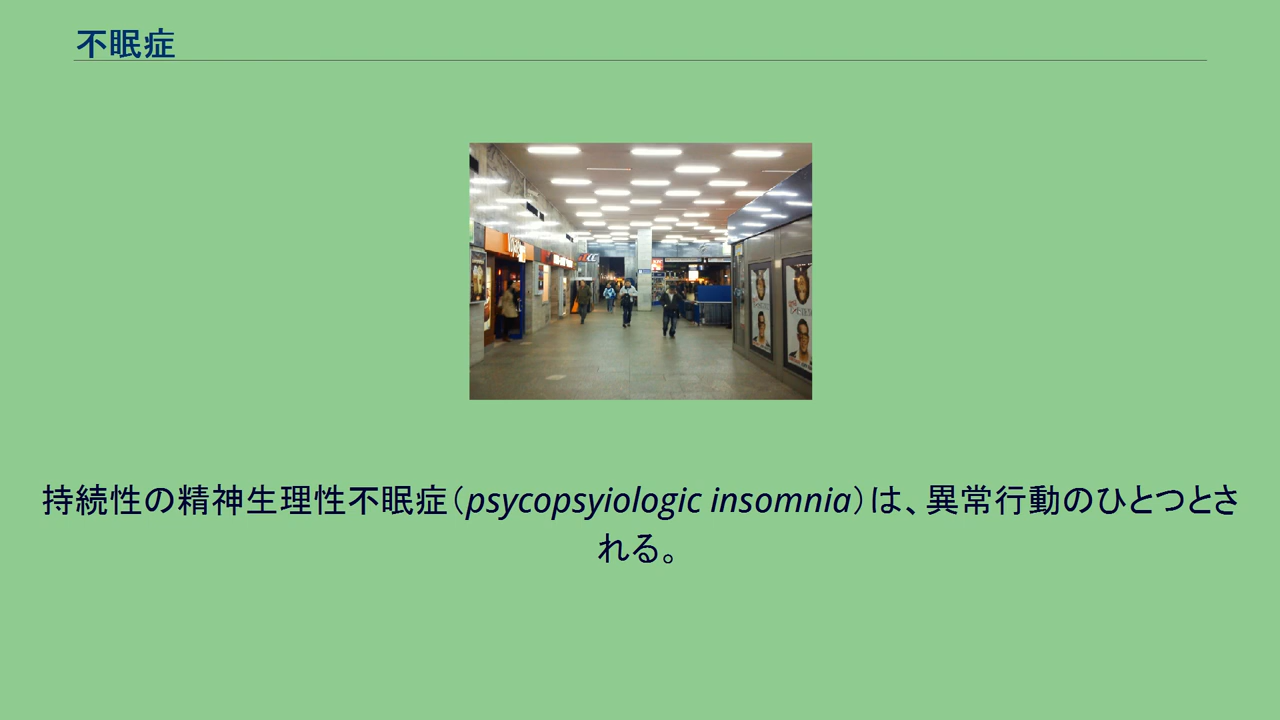 不眠症
持続性の精神生理性不眠症（psycopsyiologic insomnia）は、異常行動のひとつとさ
れる。